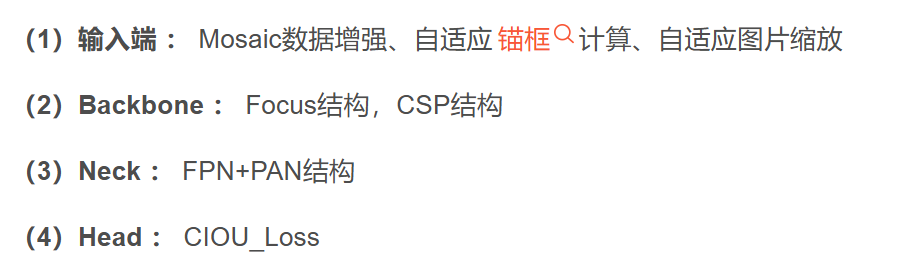 （1）输入端： Mosaic数据增强、自适应锚框计算、自适应图片缩放
（2）Backbone： Focus结构，CSP结构
（3）Neck： FPN+PAN结构
（4）Head： CIOU_Loss